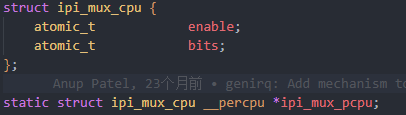 struct ipi_mux_cpu {
    atomic_t            enable;
    atomic_t            bits;
};
Anup Patel, 23个月前 • genirq: Add mechanism to
static struct ipi_mux_cpu __percpu *ipi_mux_pcpu;